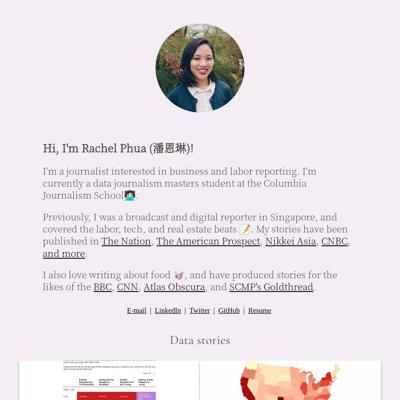 Hi, I'm Rachel Phua (潘恩琳)!
I'm a journalist interested in business and labor reporting. I'm
currently a data journalism masters student at the Columbia
Journalism School👩🏻‍💻.
Previously, I was a broadcast and digital reporter in Singapore, and
covered the labor, tech, and real estate beats 📝. My stories have been
published in The Nation, The American Prospect, Nikkei Asia, CNBC,
and more.
I also love writing about food 🥡, and have produced stories for the
likes of the BBC, CNN, Atlas Obscura, and SCMP's Goldthread.
E-mail | LinkedIn | Twitter | GitHub | Resume
Data stories